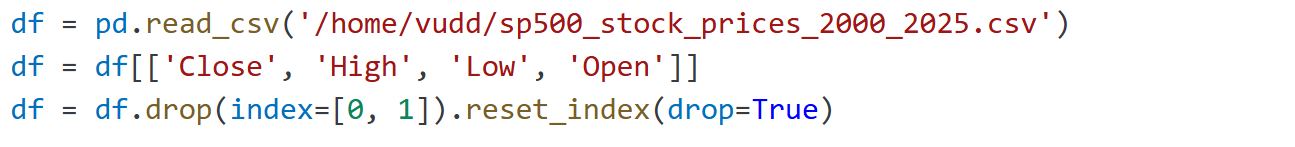 df = pd.read_csv('/home/vudd/sp500_stock_prices_2000_2025.csv')
df = df[['Close', 'High', 'Low', 'Open']]
df = df.drop(index=[0, 1]).reset_index(drop=True)